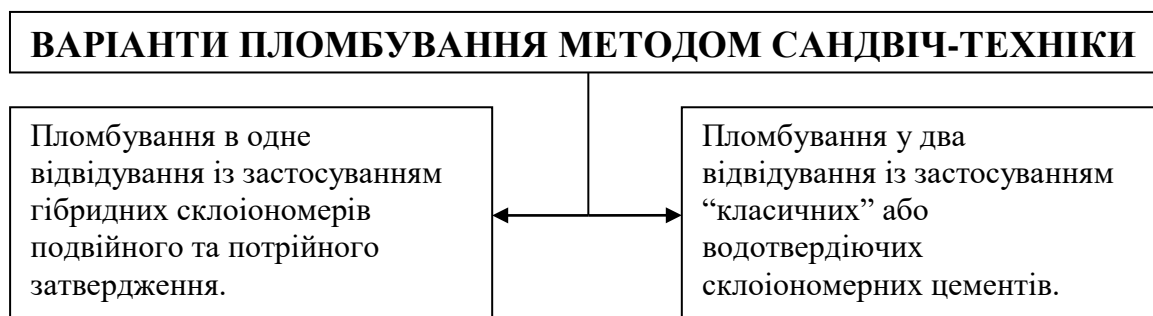 ВАРІАНТИ ПЛОМБУВАННЯ МЕТОДОМ САНДВІЧ-ТЕХНІКИ
Пломбування в одне
відвідування із застосуванням
гібридних склоіономерів
подвійного та потрійного
затвердження.
Пломбування у два
відвідування із застосуванням
“класичних” або
водотвердіючих
склоіономерних цементів.